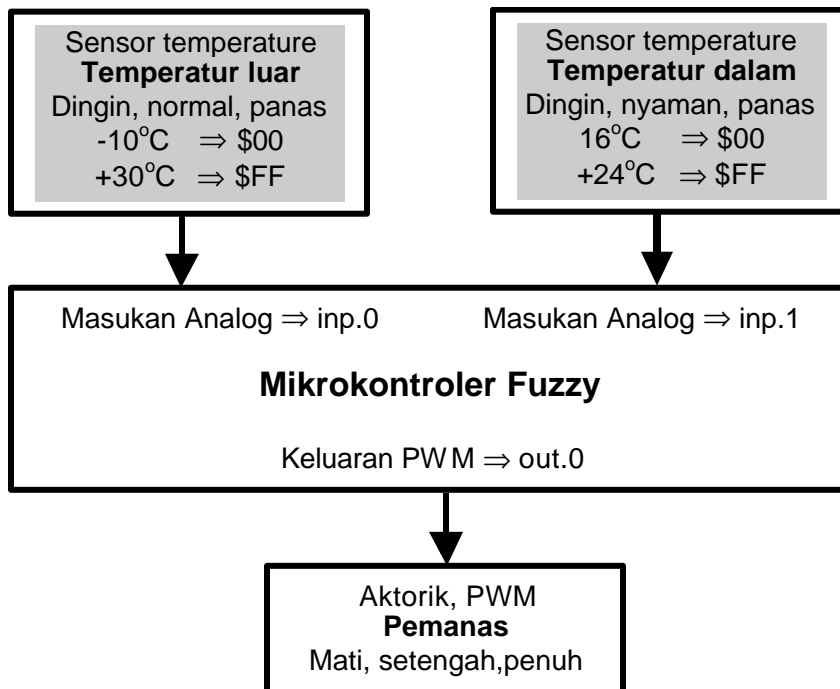 Sensor temperature
Temperatur luar
Dingin, normal, panas
-10°C ⇒ $00
+30°C ⇒ $FF
Sensor temperature
Temperatur dalam
Dingin, nyaman, panas
16°C ⇒ $00
+24°C ⇒ $FF
Masukan Analog ⇒ inp.0
Masukan Analog ⇒ inp.1
Mikrokontroler Fuzzy
Keluaran PWM ⇒ out.0
Aktorik, PWM
Pemanas
Mati, setengah,penuh